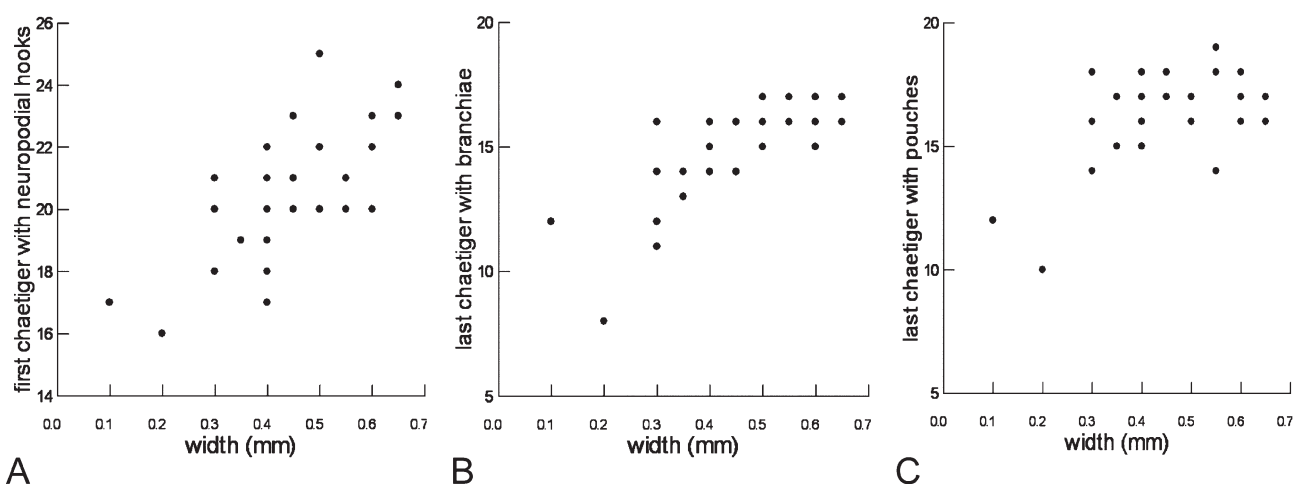 first chaetiger with neuropodial hooks
26
24
22
20
18
16
14
0.0 0.1 0.2 0.3 0.4 0.5 0.6 0.7
width (mm)
A
last chaetiger with branchiae
20
15
10
5
0.0 0.1 0.2 0.3 0.4 0.5 0.6 0.7
width (mm)
B
last chaetiger with pouches
20
15
10
5
0.0 0.1 0.2 0.3 0.4 0.5 0.6 0.7
width (mm)
C